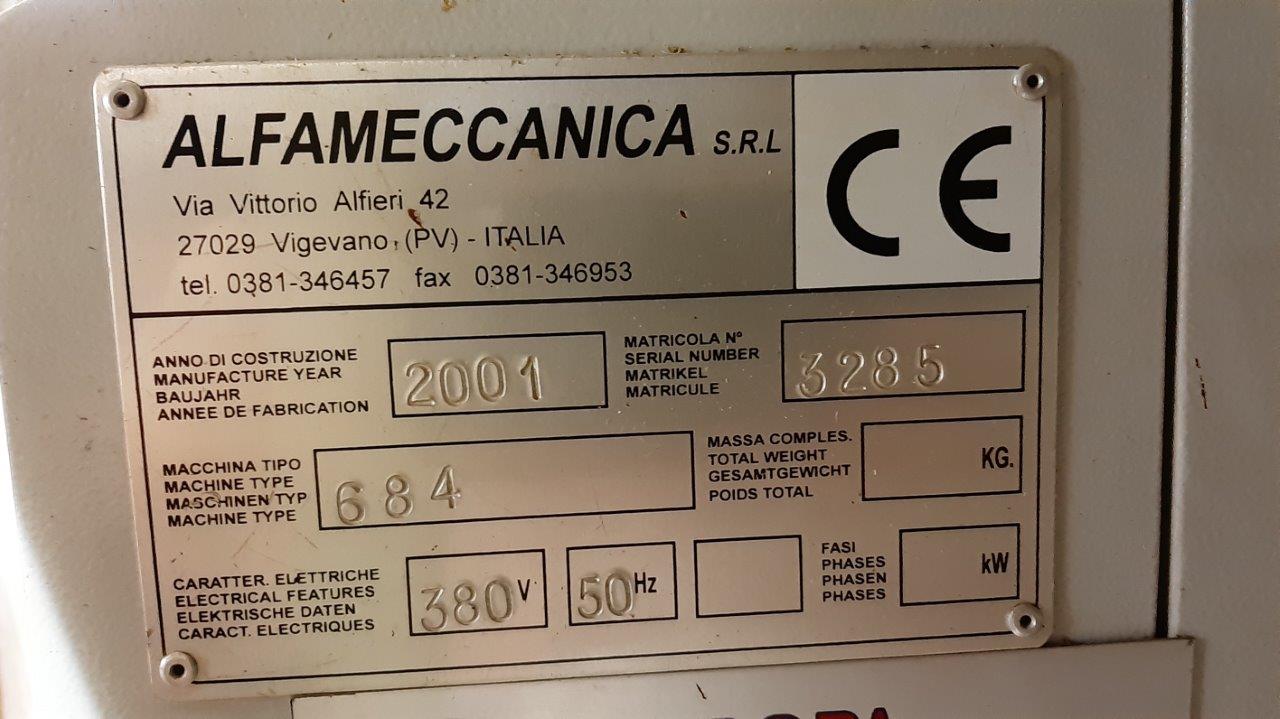 ALFAMECCANICA S.R.L
CE
Via Vittorio Alfieri 42
27029 Vigevano, (PV) - ITALIA
tel. 0381-346457 fax 0381-346953
ANNO DI COSTRUZIONE
MANUFACTURE YEAR
BAUJAHR
ANNEE DE FABRICATION
2001
MATRICOLA N°
SERIAL NUMBER
MATRIKEL
MATRICULE
3285
MACCHINA TIPO
MACHINE TYPE
MASCHINEN TYP
MACHINE TYPE
684
MASSA COMPLES.
TOTAL WEIGHT
GESAMTGEWICHT
POIDS TOTAL
KG.
CARATTER. ELETTRICHE
ELECTRICAL FEATURES
ELEKTRISCHE DATEN
CARACT. ELECTRIQUES
380 V
50 Hz
FASI
PHASES
PHASEN
PHASES
kW